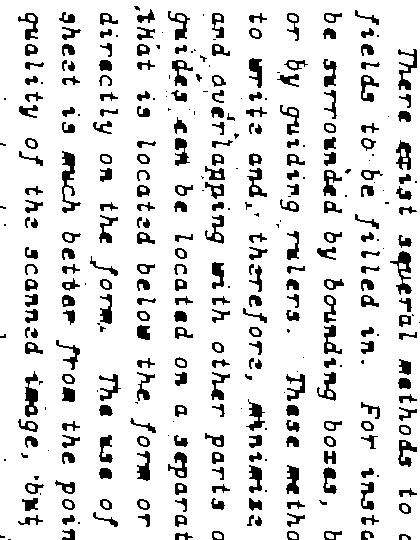 There exist several methods to d
fields to be filled in. For insta
be surrounded by bounding boxes, b
or by guiding rulers. These metho
to write and, therefore, minimise
and overlapping with other parts o
guides can be located on a separat
that is located below the form or
directly on the form. The use of
sheet is much better from the poin
quality of the scanned image, but